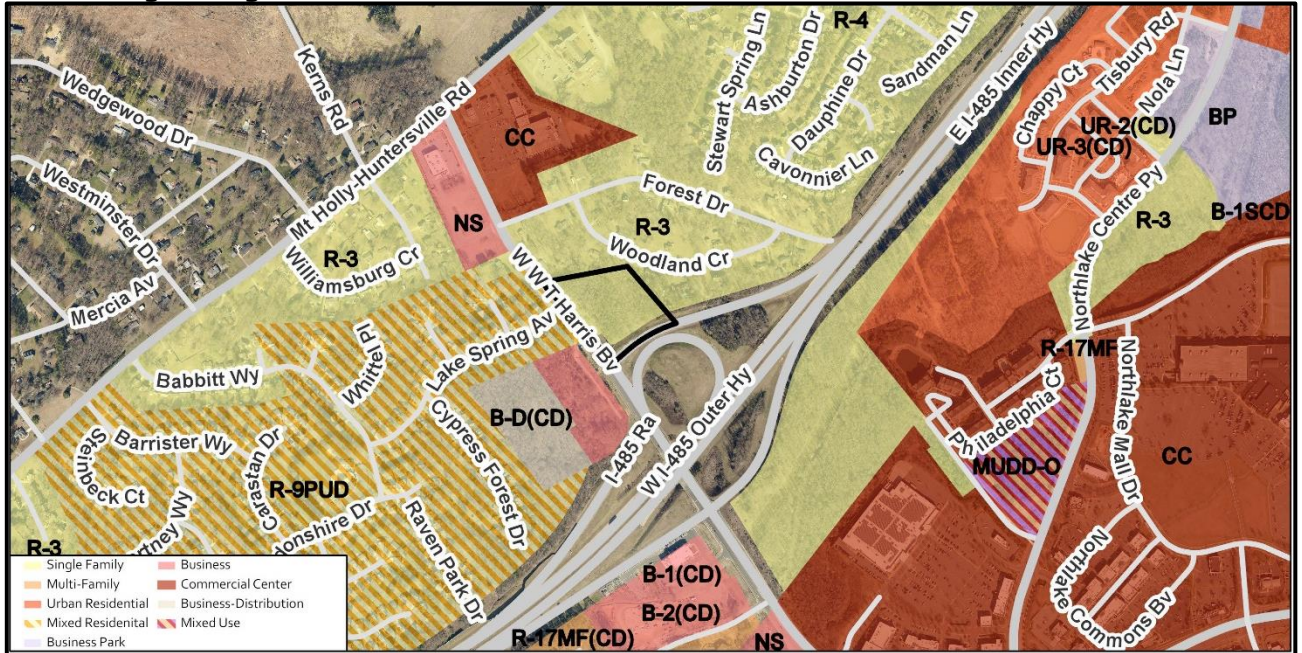 Wedgewood Dr
Kerns Rd
Westminster Dr
Mercia Av
Mt Holly-Huntersville Rd
Williamsburg Cr
R-3
NS
CC
R-4
Stewart Spring Ln
Ashburton Dr
Dauphine Dr
Sandman Ln
Cavonnier Ln
Forest Dr
R-3
Woodland Cr
W W T Harris Bv
E I-485 Inner Hy
W I-485 Outer Hy
I-485 Ra
Chappy Ct
Tisbury Rd
Nola Ln
UR-2(CD)
UR-3(CD)
BP
Northlake Centre Py
R-3
B-1SCD
R-17MF
Philadelphia Ct
MUDD-O
Northlake Mall Dr
CC
Northlake Commons Bv
Babbitt Wy
Whittel Pl
Lake Spring Av
Barrister Wy
Steinbeck Ct
Carastan Dr
R-9PUD
Cypress Forest Dr
B-D(CD)
rtney Wy
onshire Dr
Raven Park Dr
R-3
B-1(CD)
B-2(CD)
R-17MF(CD)
NS
Single Family
Multi-Family
Urban Residential
Mixed Residental
Business Park
Business
Commercial Center
Business-Distribution
Mixed Use